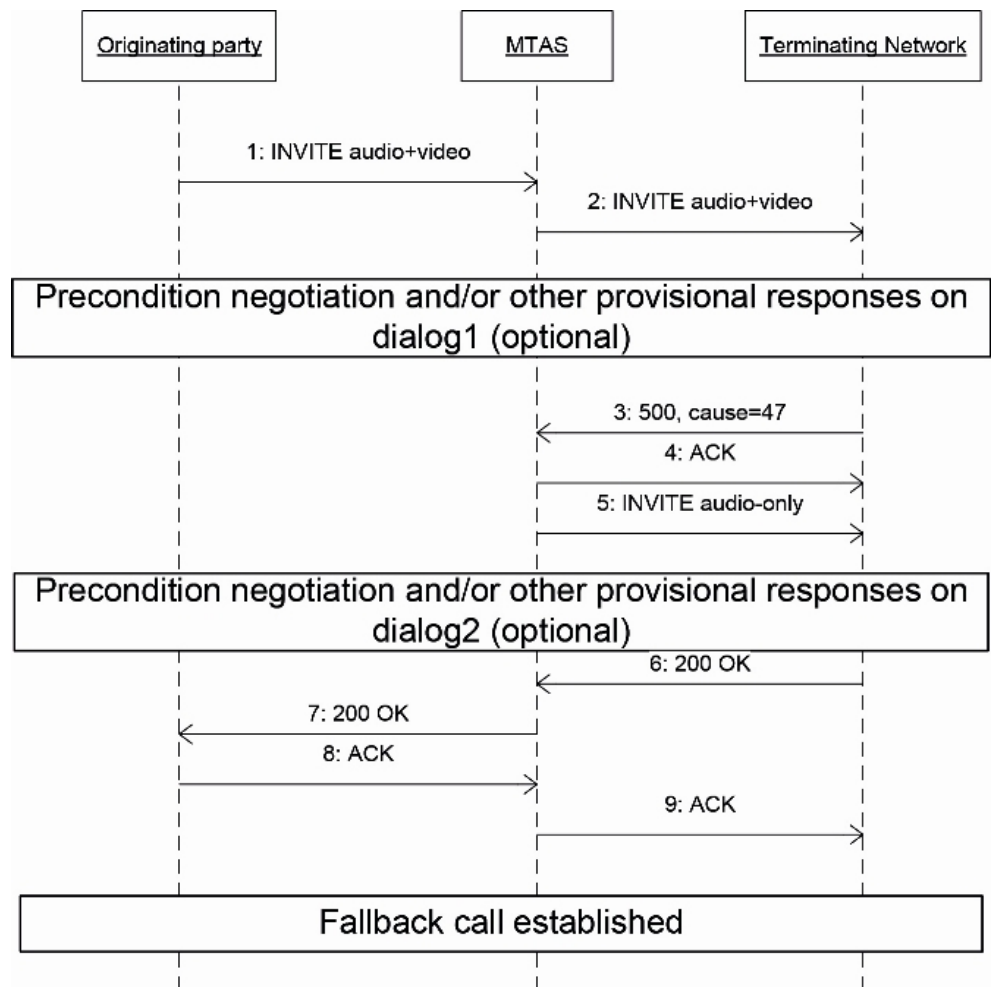 Originating party
MTAS
Terminating Network
1: INVITE audio+video
2: INVITE audio+video
Precondition negotiation and/or other provisional responses on
dialog1 (optional)
3: 500, cause=47
4: ACK
5: INVITE audio-only
Precondition negotiation and/or other provisional responses on
dialog2 (optional)
6: 200 OK
7: 200 OK
8: ACK
9: ACK
Fallback call established